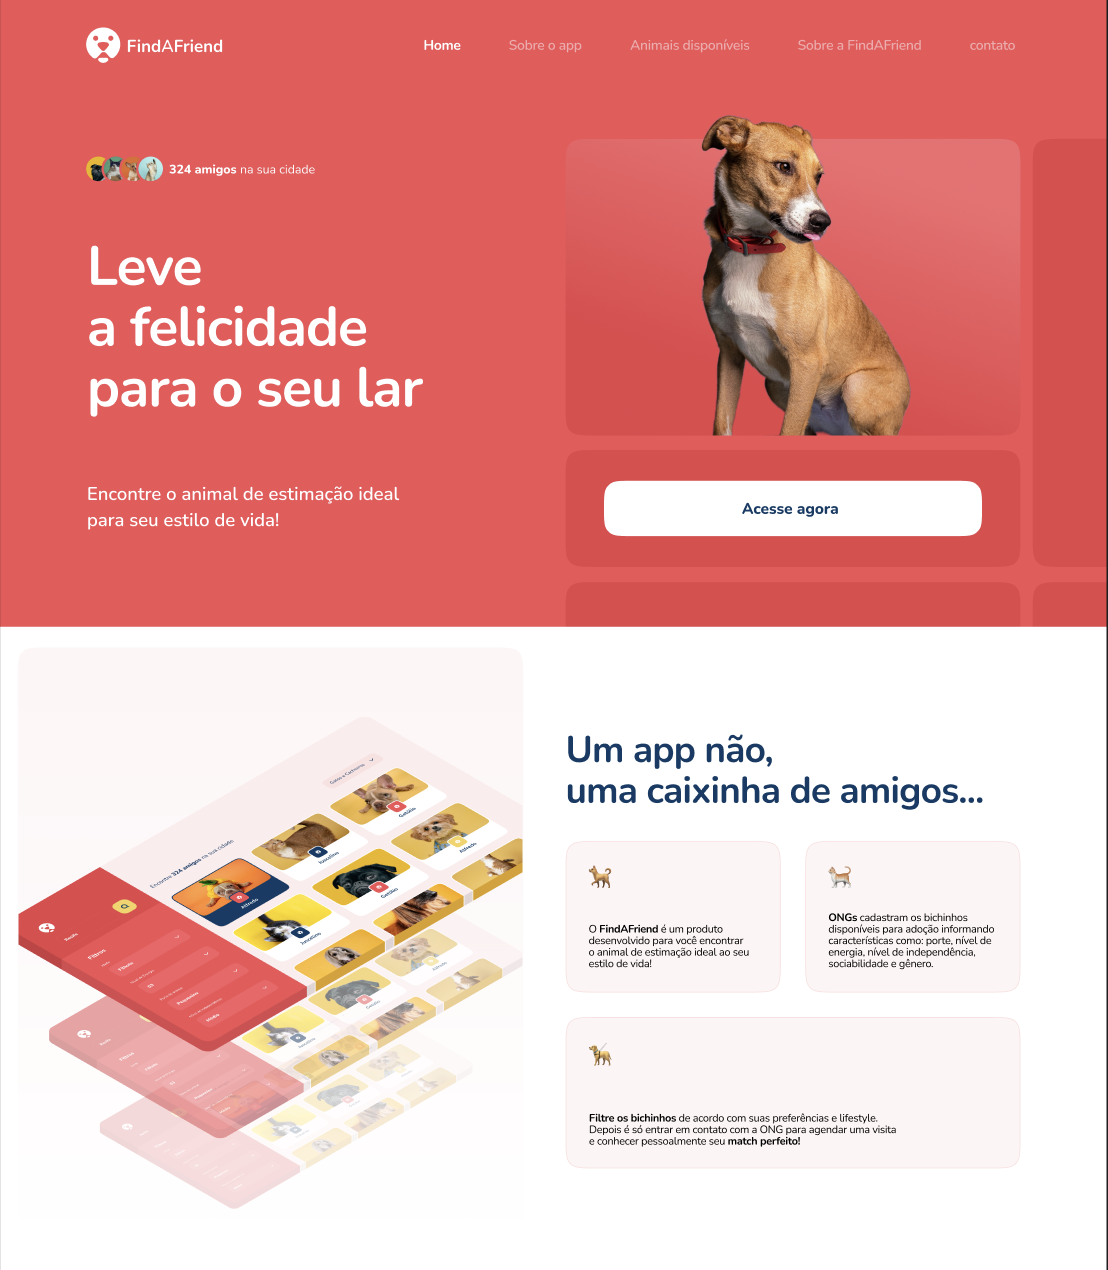 FindAFriend
Home
Sobre o app
Animais disponíveis
Sobre a FindAFriend
contato
324 amigos na sua cidade
Leve
a felicidade
para o seu lar
Encontre o animal de estimação ideal
para seu estilo de vida!
Acesse agora
Um app não,
uma caixinha de amigos...
O FindAFriend é um produto
desenvolvido para você encontrar
o animal de estimação ideal ao seu
estilo de vida!
ONGs cadastram os bichinhos
disponíveis para adoção informando
características como: porte, nível de
energia, nível de independência,
sociabilidade e gênero.
Filtre os bichinhos de acordo com suas preferências e lifestyle.
Depois é só entrar em contato com a ONG para agendar uma visita
e conhecer pessoalmente seu match perfeito!
Gatos e Cachorros
Encontre 324 amigos na sua cidade
Alfredo
Filtros
Recife